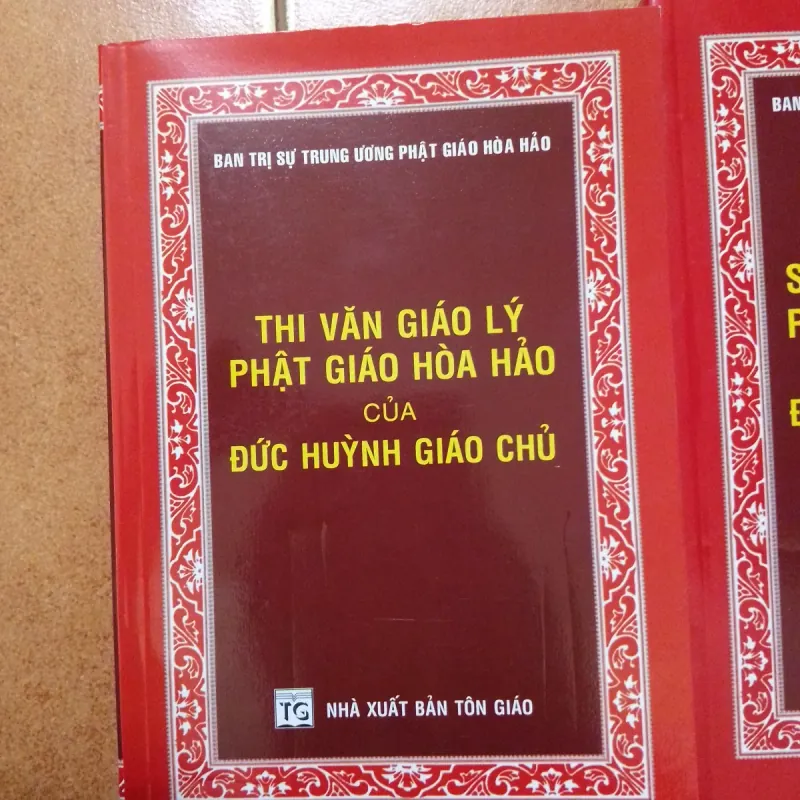 BAN TRỊ SỰ TRUNG ƯƠNG PHẬT GIÁO HÒA HẢO
THI VĂN GIÁO LÝ
PHẬT GIÁO HÒA HẢO
CỦA
ĐỨC HUỲNH GIÁO CHỦ
TG NHÀ XUẤT BẢN TÔN GIÁO
BAN